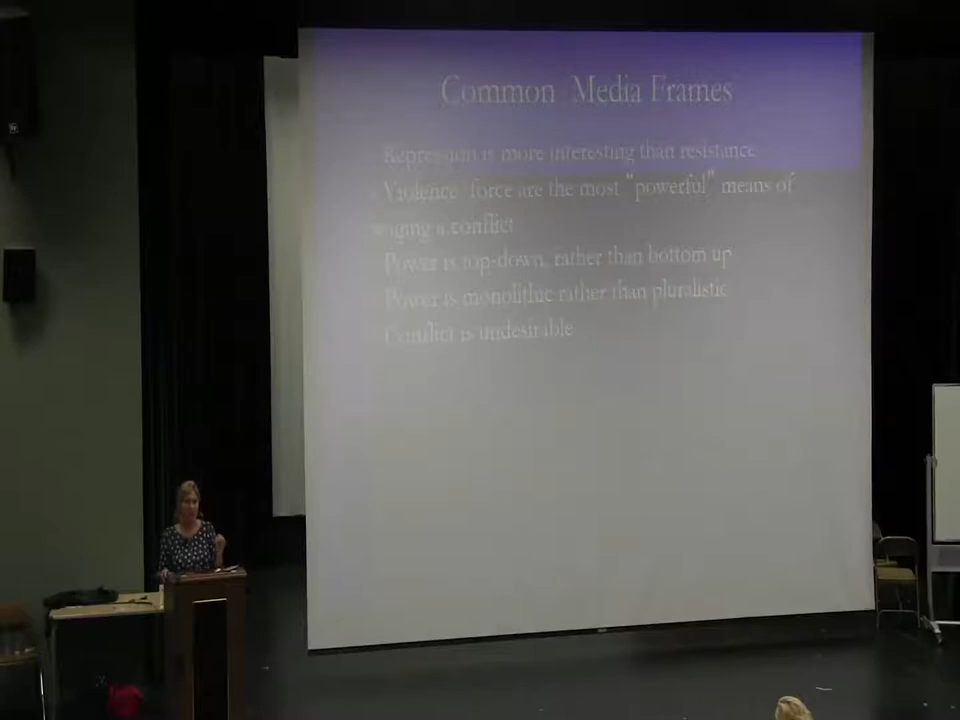 Common Media Frames
Repression is more interesting than resistance
Violence force are the most “powerful” means of
waging a conflict
Power is top-down, rather than bottom up
Power is monolithic rather than pluralistic
Conflict is undesirable